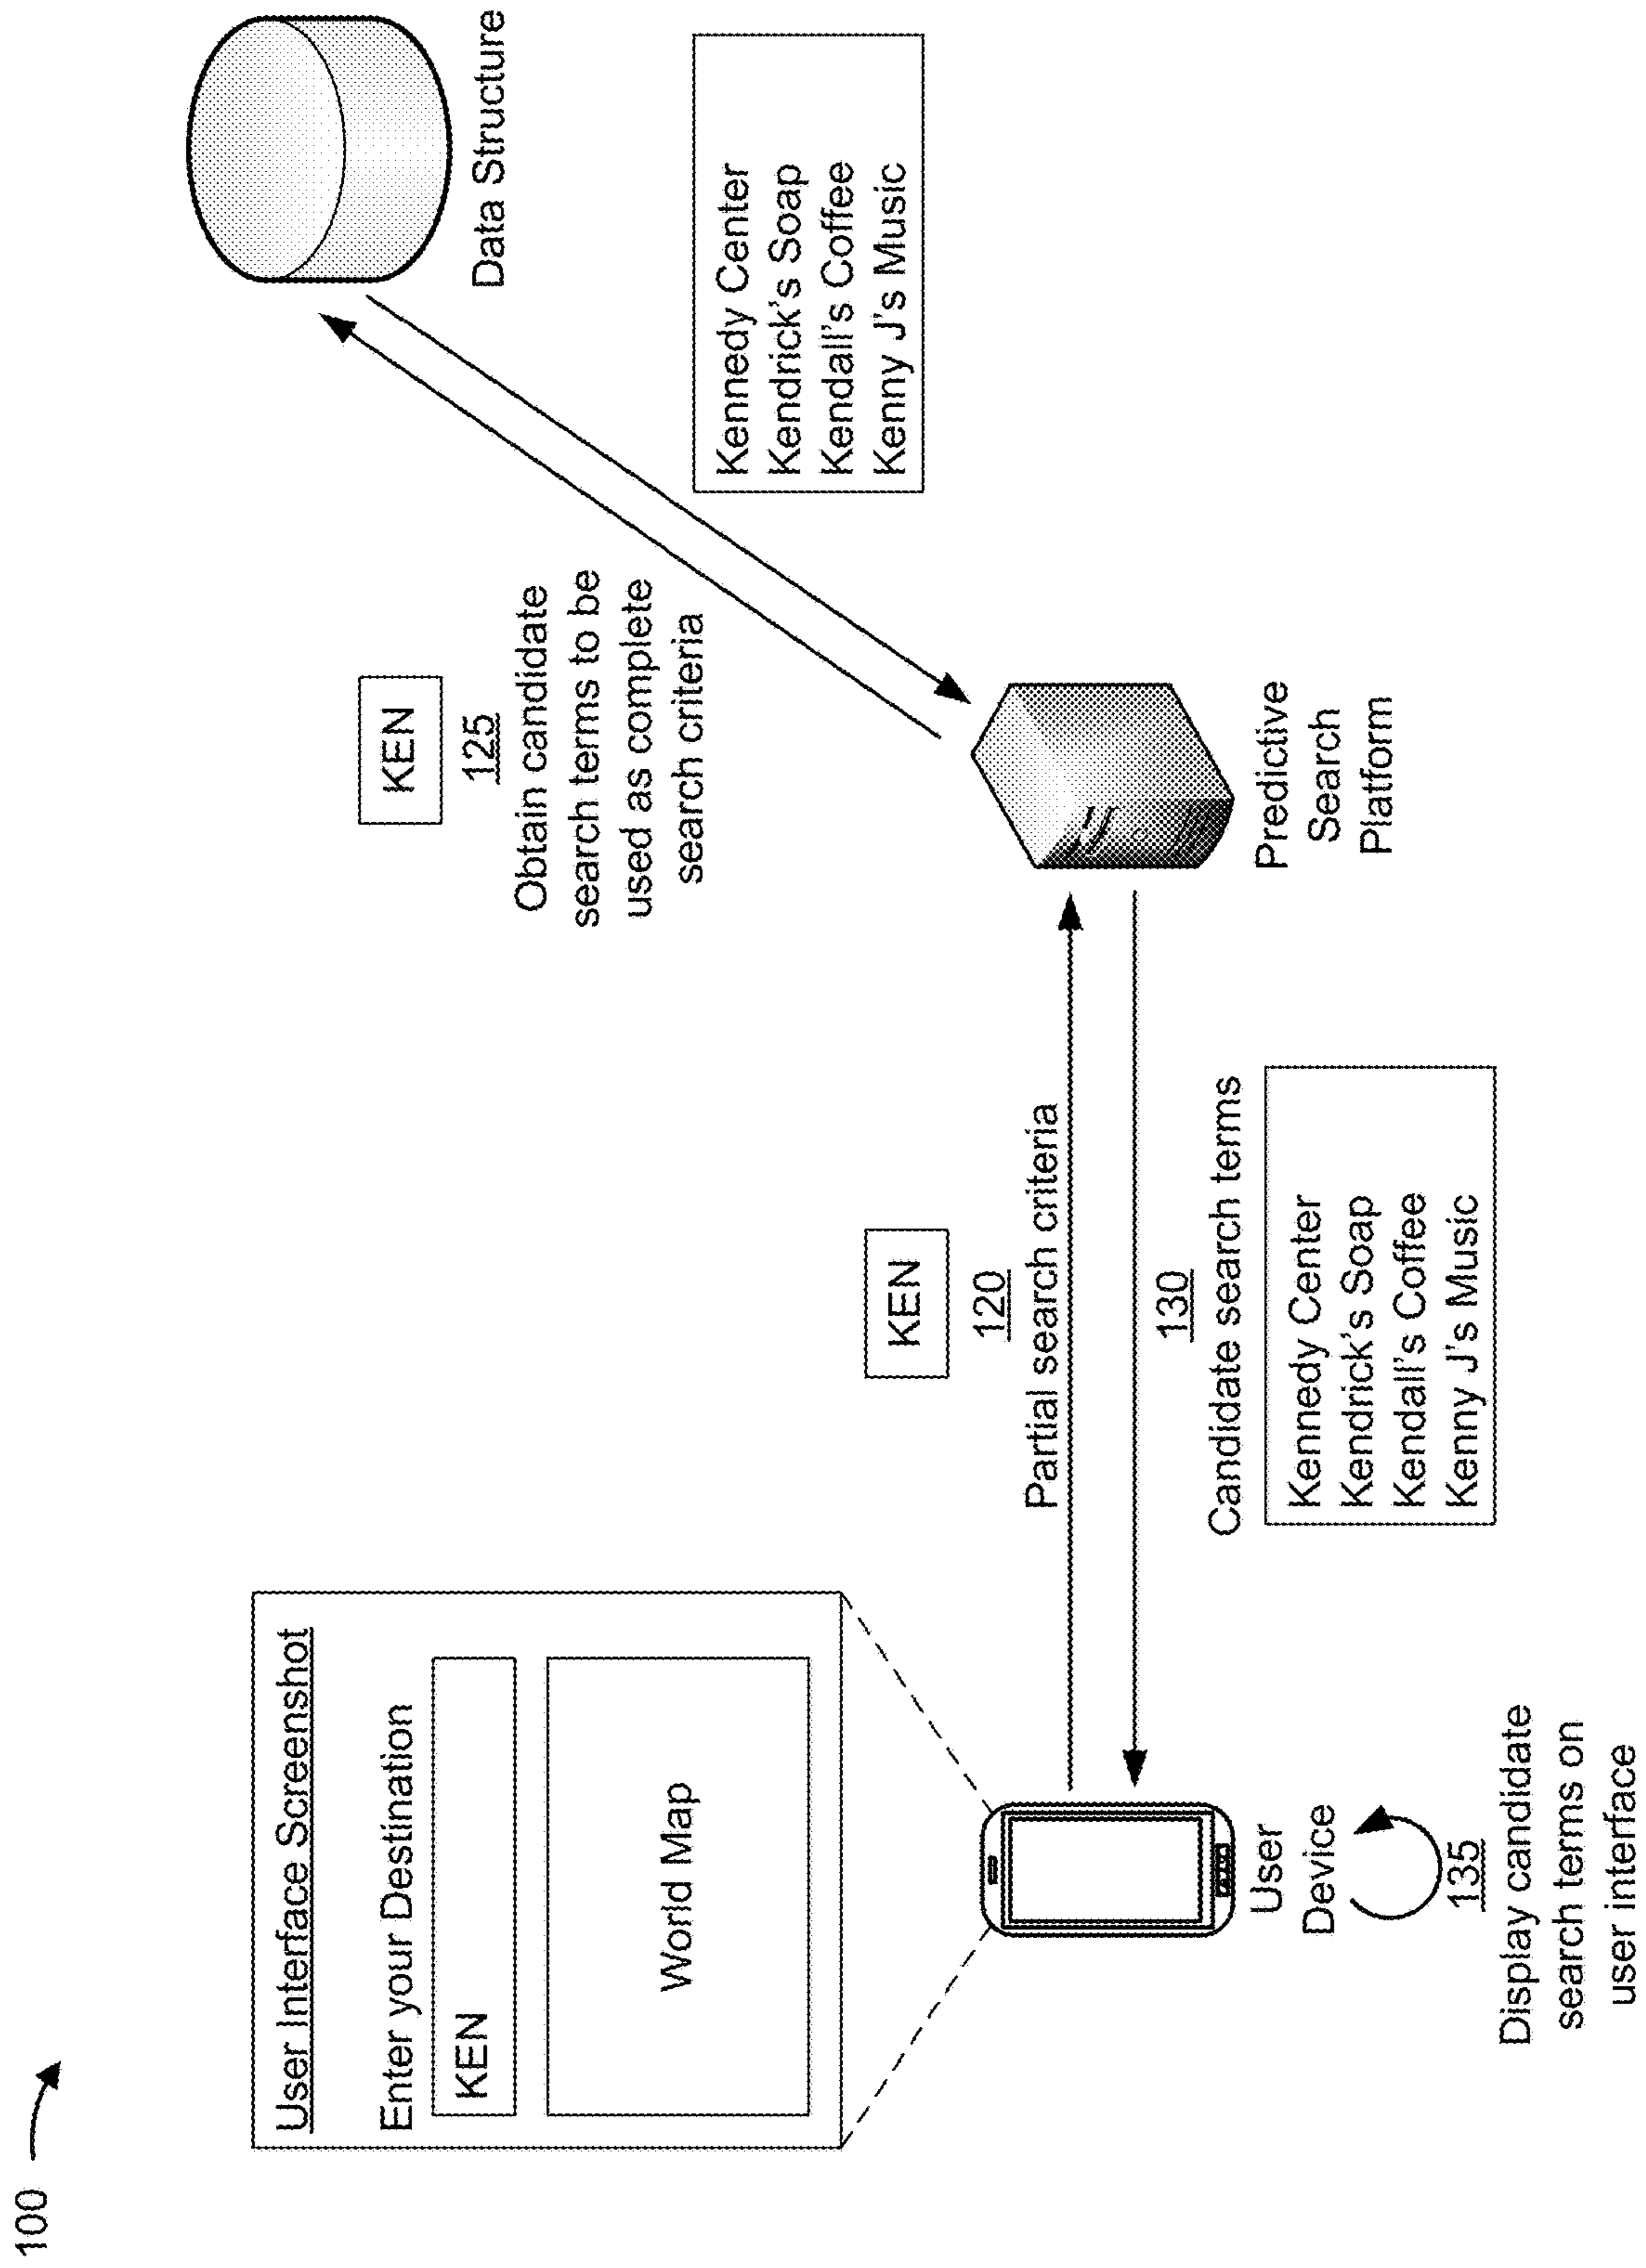 100
User Interface Screenshot
Enter your Destination
KEN
World Map
User
Device
135
Display candidate
search terms on
user interface
KEN
120
Partial search criteria
130
Candidate search terms
Kennedy Center
Kendrick's Soap
Kendall's Coffee
Kenny J's Music
KEN
125
Obtain candidate
search terms to be
used as complete
search criteria
Predictive
Search
Platform
Data Structure
Kennedy Center
Kendrick's Soap
Kendall's Coffee
Kenny J's Music